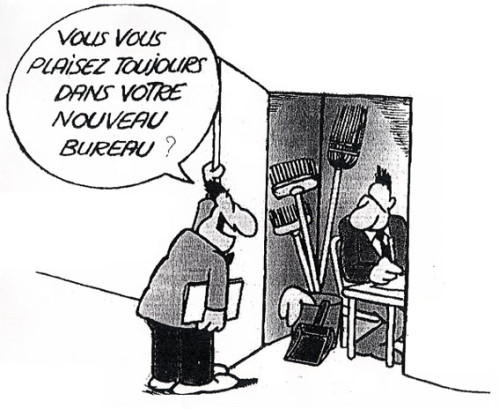 VOUS VOUS
PLAISEZ TOUJOURS
DANS VOTRE
NOUVEAU
BUREAU ?